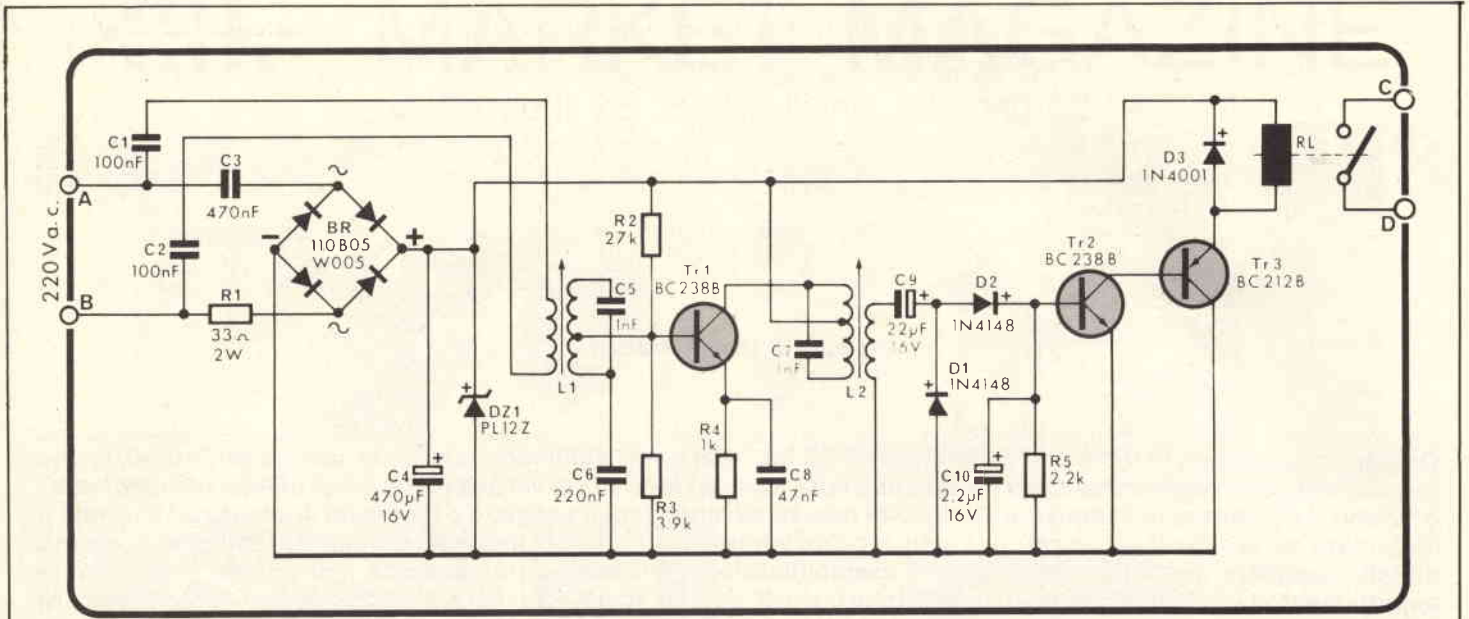 C1
100nF
C3
470nF
A
220Va.c.
C2
100nF
B
R1
33Ω
2W
~
BR
110B05
W005
-
+
~
C4
+
470µF
16V
+
DZ1
PL12Z
L1
C5
1nF
C6
220nF
R2
27k
R3
3.9k
Tr1
BC238B
R4
1k
C8
47nF
C7
1nF
L2
C9
+
22µF
16V
D2
+
1N4148
D1
1N4148
+
C10
+
2.2µF
16V
R5
2.2k
Tr2
BC238B
Tr3
BC212B
D3
1N4001
+
RL
C
D